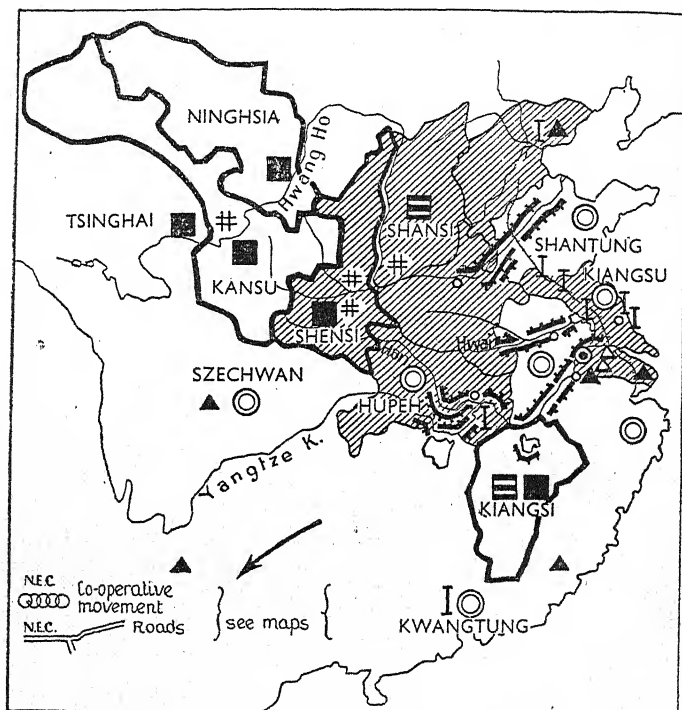 NINGHSIA
Hwang Ho
TSINGHAI
SHANSI
SHANTUNG
KANSU
KIANGSU
SHENSI
Hwai
SZECHWAN
HUPEH
Yangtze K.
KIANGSI
N.E.C. Co-operative
movement
N.E.C. Roads
see maps
KWANGTUNG